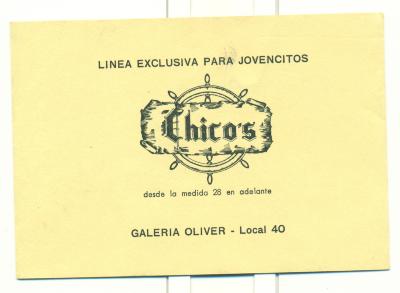 LINEA EXCLUSIVA PARA JOVENCITOS
Chico's
desde la medida 28 en adelante
GALERIA OLIVER - Local 40